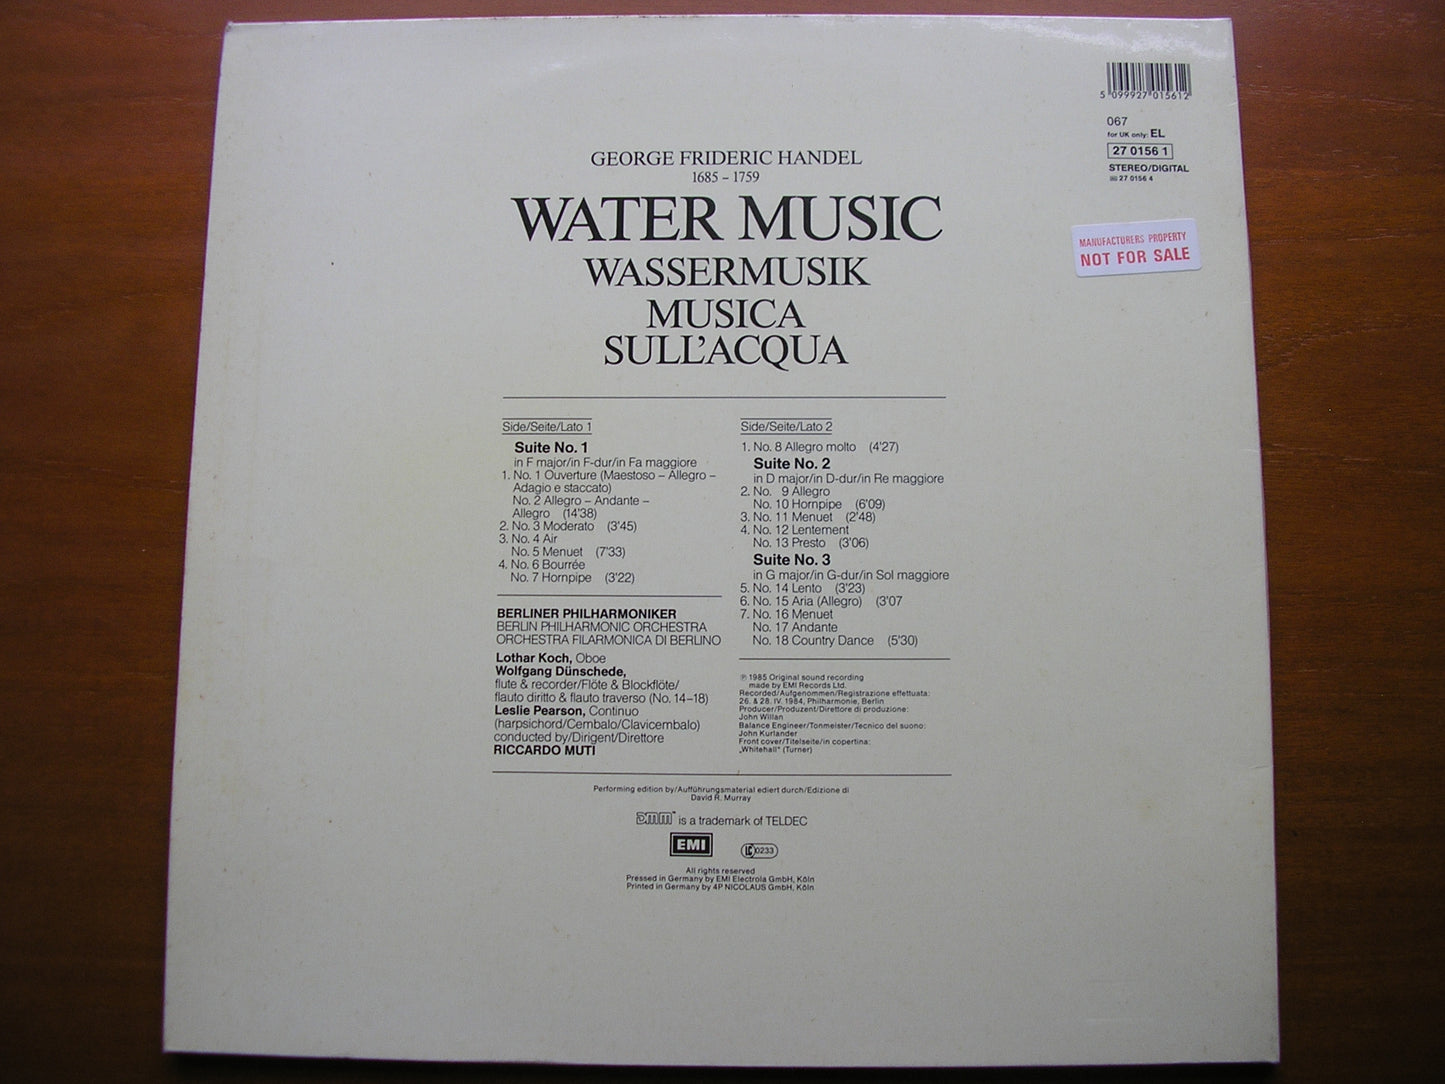 5 099927 015612
067
for UK only: EL
27 0156 1
STEREO/DIGITAL
27 0156 4
MANUFACTURERS PROPERTY
NOT FOR SALE
GEORGE FRIDERIC HANDEL
1685 – 1759
WATER MUSIC
WASSERMUSIK
MUSICA
SULL'ACQUA
Side/Seite/Lato 1
Suite No. 1
in F major/in F-dur/in Fa maggiore
1. No. 1 Ouverture (Maestoso – Allegro –
Adagio e staccato)
No. 2 Allegro – Andante –
Allegro (14'38)
2. No. 3 Moderato (3'45)
3. No. 4 Air
No. 5 Menuet (7'33)
4. No. 6 Bourrée
No. 7 Hornpipe (3'22)
BERLINER PHILHARMONIKER
BERLIN PHILHARMONIC ORCHESTRA
ORCHESTRA FILARMONICA DI BERLINO
Lothar Koch, Oboe
Wolfgang Dünschede,
flute & recorder/Flöte & Blockflöte/
flauto diritto & flauto traverso (No. 14–18)
Leslie Pearson, Continuo
(harpsichord/Cembalo/Clavicembalo)
conducted by/Dirigent/Direttore
RICCARDO MUTI
Side/Seite/Lato 2
1. No. 8 Allegro molto (4'27)
Suite No. 2
in D major/in D-dur/in Re maggiore
2. No. 9 Allegro
No. 10 Hornpipe (6'09)
3. No. 11 Menuet (2'48)
4. No. 12 Lentement
No. 13 Presto (3'06)
Suite No. 3
in G major/in G-dur/in Sol maggiore
5. No. 14 Lento (3'23)
6. No. 15 Aria (Allegro) (3'07
7. No. 16 Menuet
No. 17 Andante
No. 18 Country Dance (5'30)
℗ 1985 Original sound recording
made by EMI Records Ltd.
Recorded/Aufgenommen/Registrazione effettuata:
26. & 28. IV. 1984, Philharmonie, Berlin
Producer/Produzent/Direttore di produzione:
John Willan
Balance Engineer/Tonmeister/Tecnico del suono:
John Kurlander
Front cover/Titelseite/in copertina:
„Whitehall" (Turner)
Performing edition by/Aufführungsmaterial ediert durch/Edizione di
David R. Murray
DMM™ is a trademark of TELDEC
EMI
LC 0233
All rights reserved
Pressed in Germany by EMI Electrola GmbH, Köln
Printed in Germany by 4P NICOLAUS GmbH, Köln